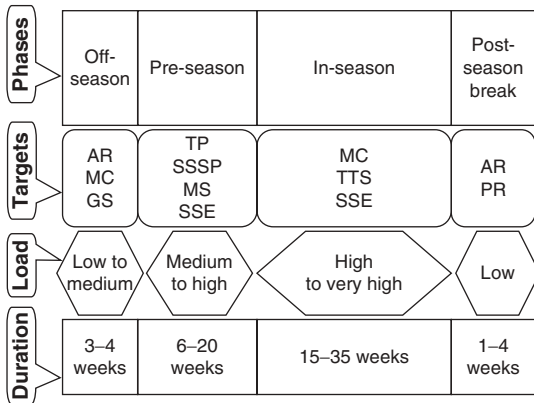 Phases
Off-
season
Pre-season
In-season
Post-
season
break
Targets
AR
MC
GS
TP
SSSP
MS
SSE
MC
TTS
SSE
AR
PR
Load
Low to
medium
Medium
to high
High
to very high
Low
Duration
3–4
weeks
6–20
weeks
15–35 weeks
1–4
weeks